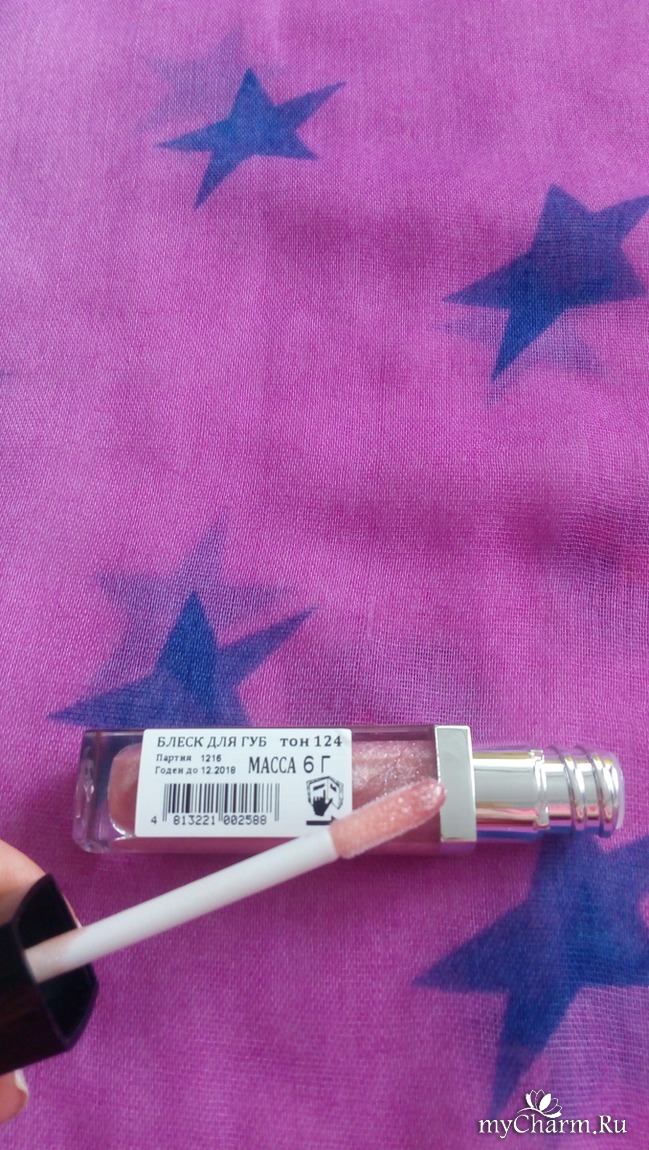 БЛЕСК ДЛЯ ГУБ тон 124
Партия 1216
Годен до 12.2018 МАССА 6 Г
4 813221 002588
myCharm.Ru